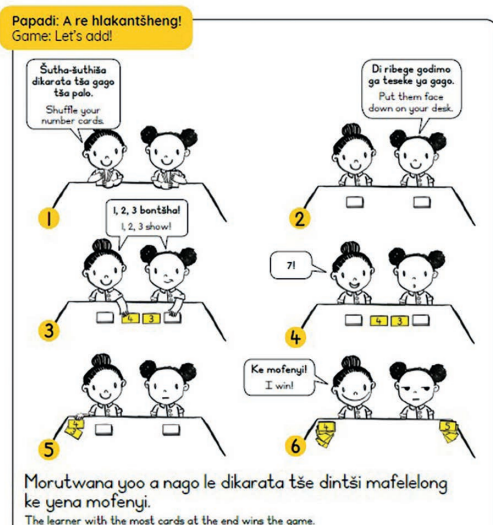 Papadi: A re hlakantšheng!
Game: Let's add!
Šutha-šuthiša
dikarata tša gago
tša palo.
Shuffle your
number cards.
1
Di ribege godimo
ga teseke ya gago.
Put them face
down on your desk.
2
1, 2, 3 bontšha!
1, 2, 3 show!
4 3
3
7!
4 3
4
4
5
Ke mofenyi!
I win!
4
5
6
Morutwana yoo a nago le dikarata tše dintši mafelelong
ke yena mofenyi.
The learner with the most cards at the end wins the game.